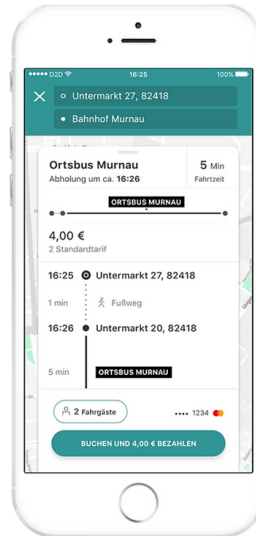 D2D
16:25
100%
Untermarkt 27, 82418
Bahnhof Murnau
Ortsbus Murnau
5 Min
Abholung um ca. 16:26
Fahrtzeit
ORTSBUS MURNAU
4,00 €
2 Standardtarif
16:25 Untermarkt 27, 82418
1 min Fußweg
16:26 Untermarkt 20, 82418
5 min ORTSBUS MURNAU
2 Fahrgäste
•••• 1234
BUCHEN UND 4,00 € BEZAHLEN